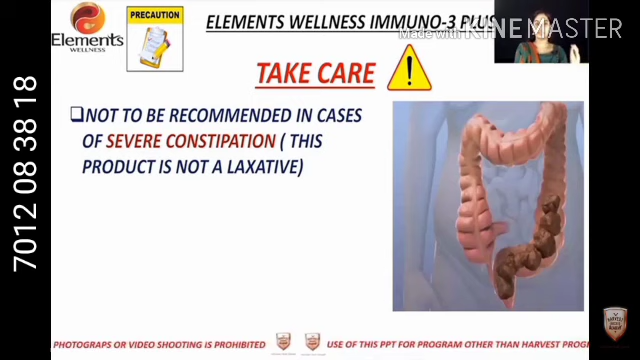 Elements
WELLNESS
PRECAUTION
ELEMENTS WELLNESS IMMUNO-3 PLUS
Made with KINEMASTER
TAKE CARE
❑NOT TO BE RECOMMENDED IN CASES
OF SEVERE CONSTIPATION ( THIS
PRODUCT IS NOT A LAXATIVE)
7012 08 38 18
PHOTOGRAPS OR VIDEO SHOOTING IS PROHIBITED
USE OF THIS PPT FOR PROGRAM OTHER THAN HARVEST PROG